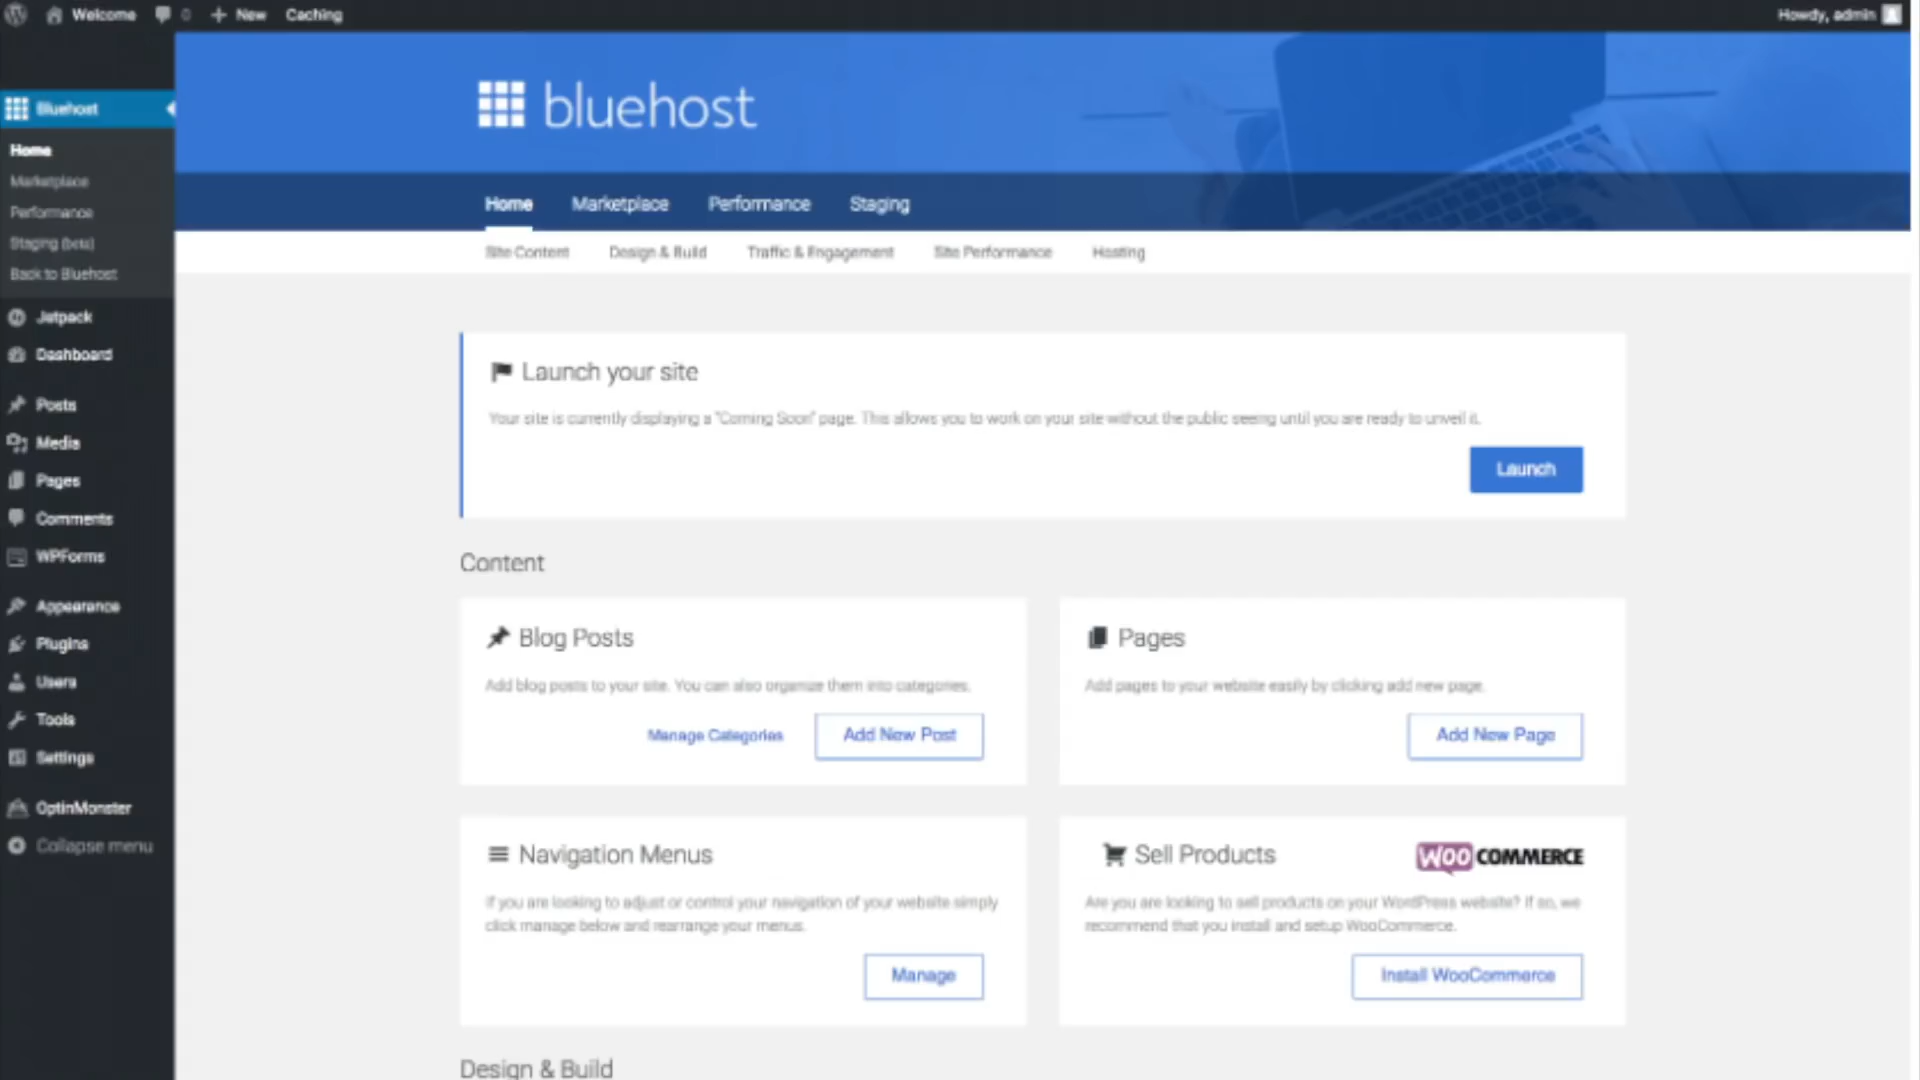 Welcome 0 New Caching Howdy, admin
Bluehost
Home
Marketplace
Performance
Staging (beta)
Back to Bluehost
Jetpack
Dashboard
Posts
Media
Pages
Comments
WPForms
Appearance
Plugins
Users
Tools
Settings
OptinMonster
Collapse menu
bluehost
Home Marketplace Performance Staging
Site Content Design & Build Traffic & Engagement Site Performance Hosting
Launch your site
Your site is currently displaying a "Coming Soon" page. This allows you to work on your site without the public seeing until you are ready to unveil it.
Launch
Content
Blog Posts
Add blog posts to your site. You can also organize them into categories.
Manage Categories Add New Post
Pages
Add pages to your website easily by clicking add new page.
Add New Page
Navigation Menus
If you are looking to adjust or control your navigation of your website simply
click manage below and rearrange your menus.
Manage
Sell Products WOO COMMERCE
Are you are looking to sell products on your WordPress website? If so, we
recommend that you install and setup WooCommerce.
Install WooCommerce
Design & Build